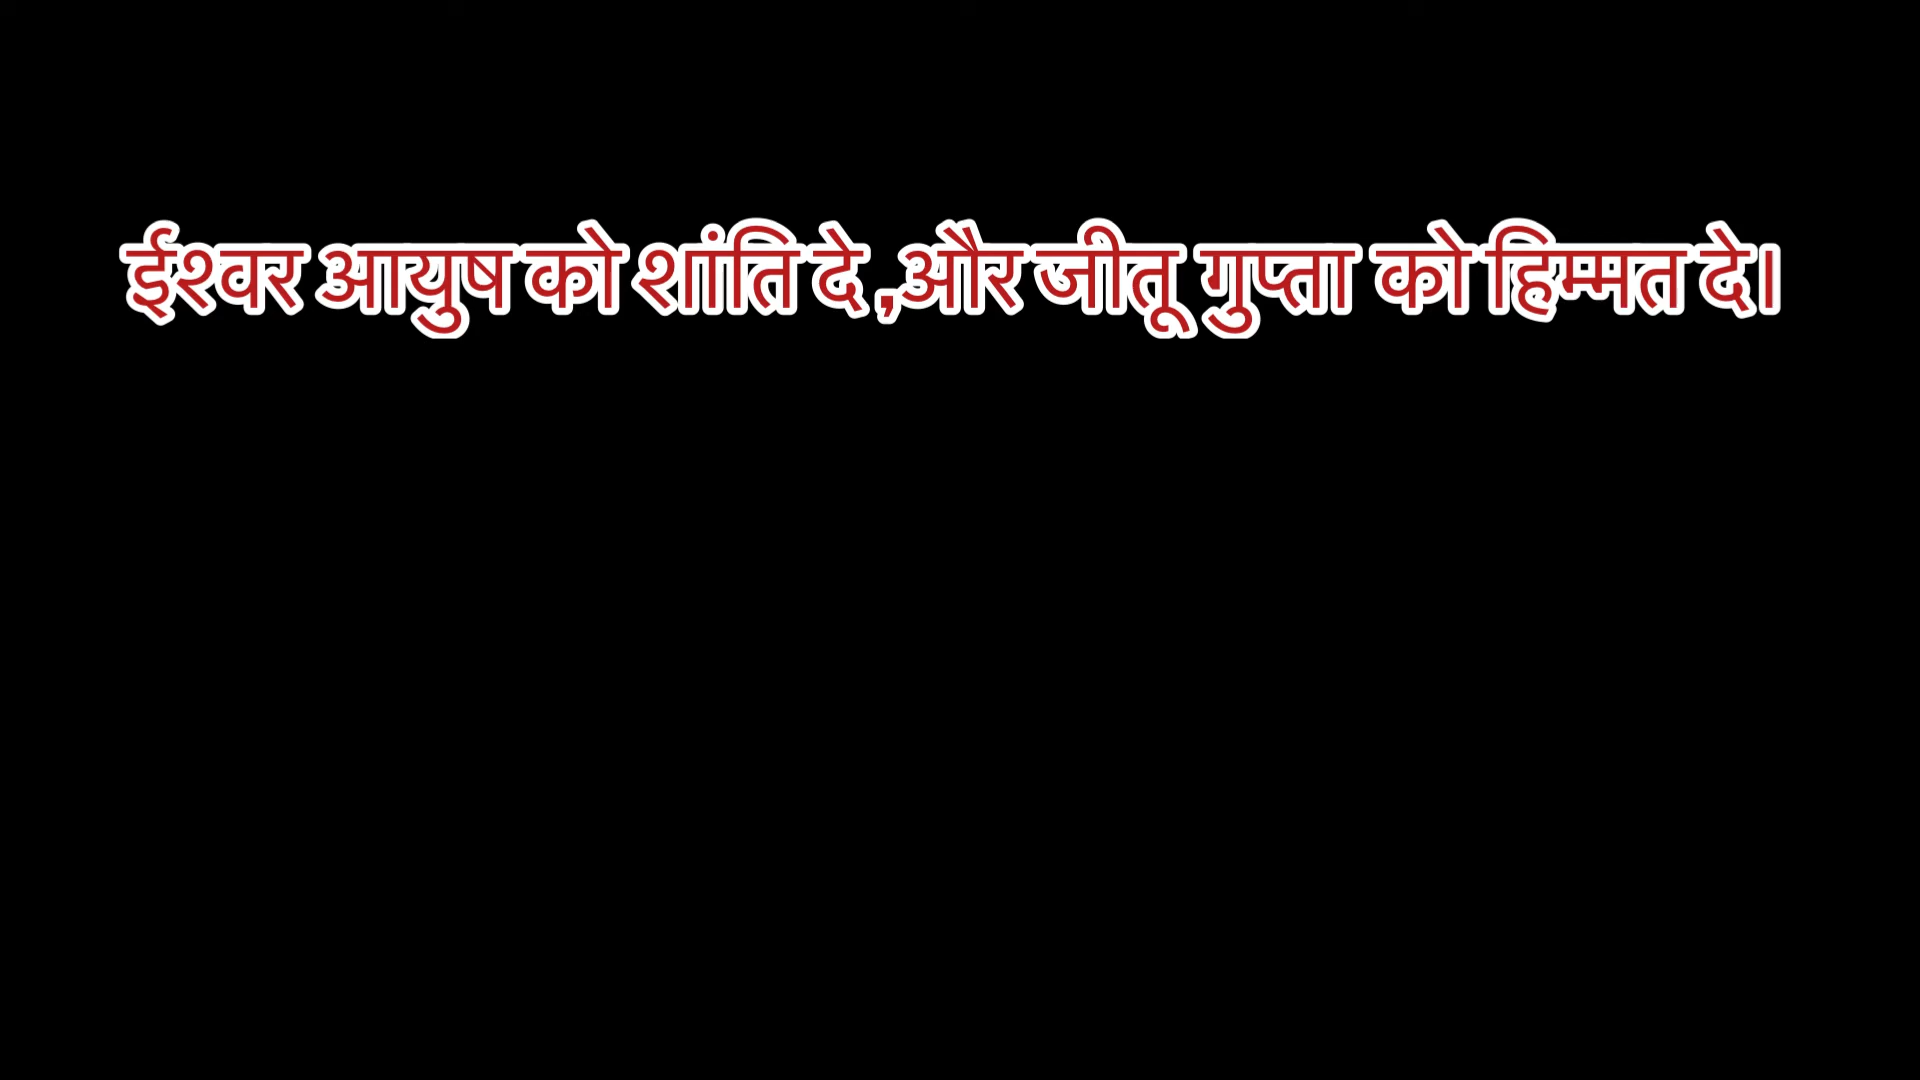 ईश्वर आयुष को शांति दे ,और जीतू गुप्ता को हिम्मत दे।